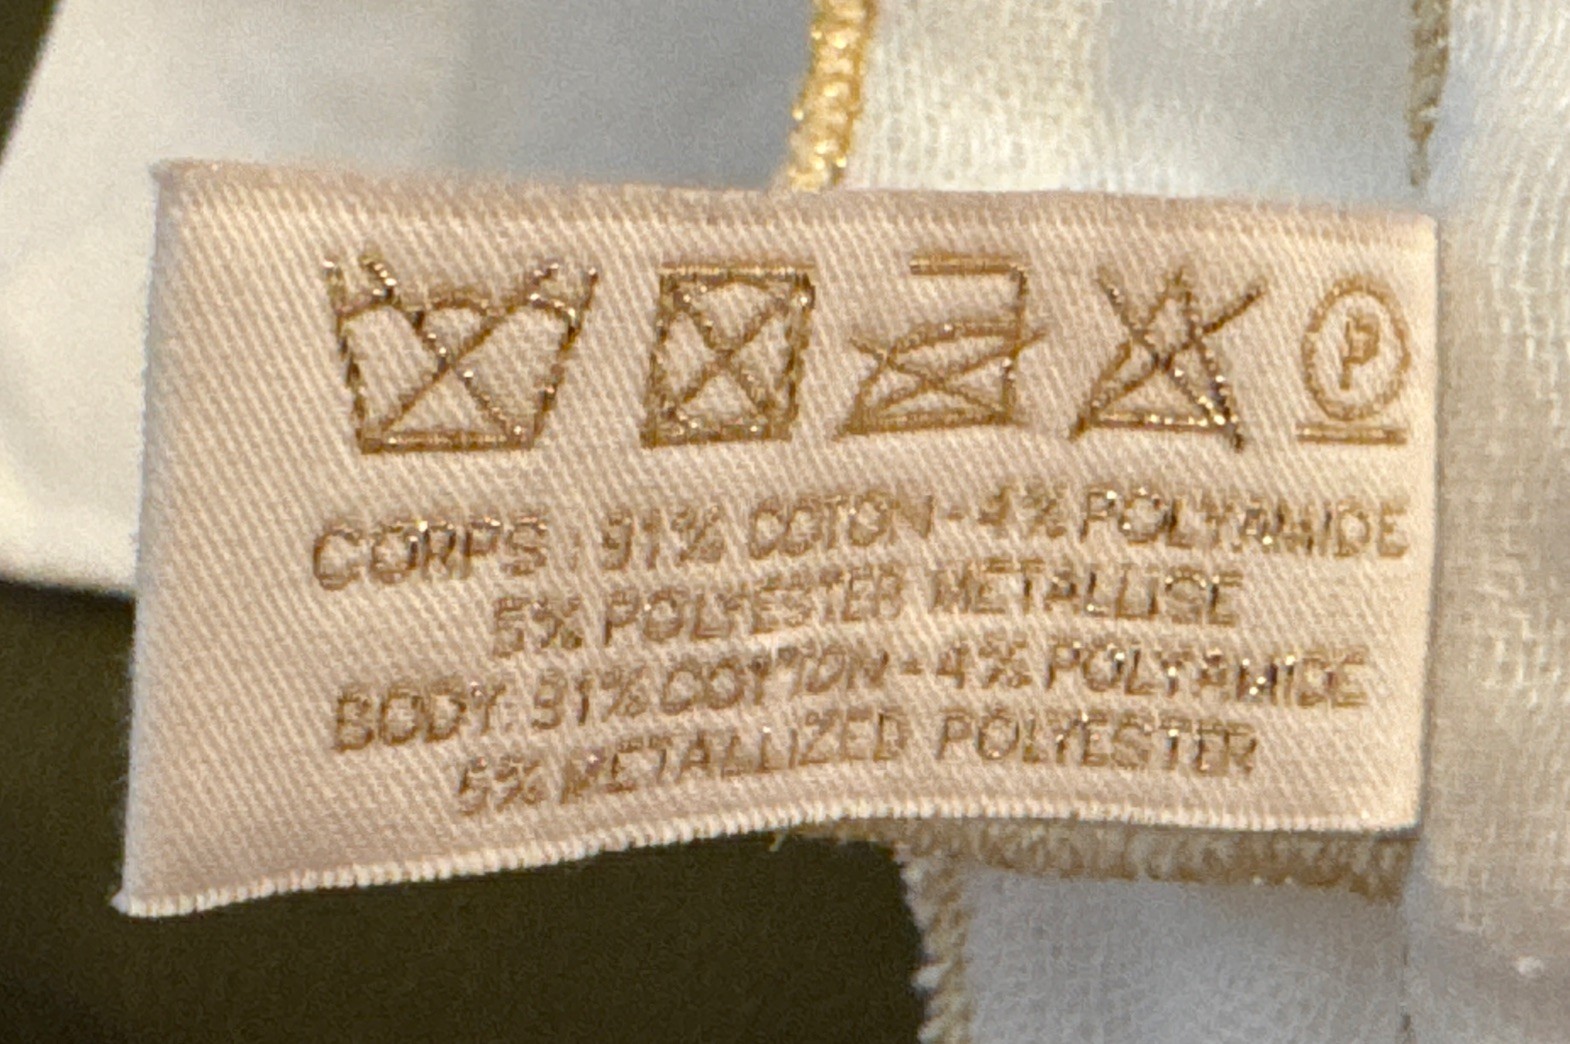 P
CORPS : 91% COTON - 4% POLYAMIDE
5% POLYESTER METALLISE
BODY: 91% COTTON - 4% POLYAMIDE
5% METALLIZED POLYESTER